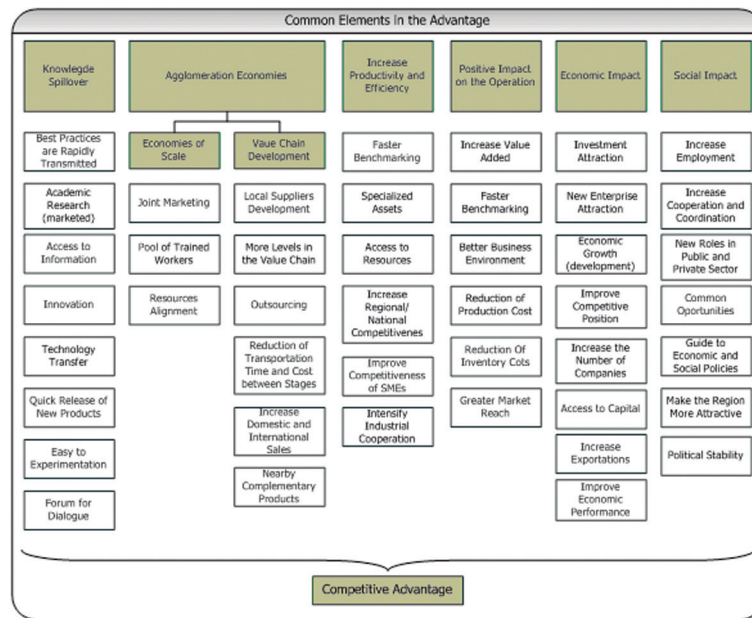 Common Elements in the Advantage
Knowlegde
Spillover
Agglomeration Economies
Increase
Productivity and
Efficiency
Positive Impact
on the Operation
Economic Impact
Social Impact
Best Practices
are Rapidly
Transmitted
Academic
Research
(marketed)
Access to
Information
Innovation
Technology
Transfer
Quick Release of
New Products
Easy to
Experimentation
Forum for
Dialogue
Economies of
Scale
Joint Marketing
Pool of Trained
Workers
Resources
Alignment
Vaue Chain
Development
Local Suppliers
Development
More Levels in
the Value Chain
Outsourcing
Reduction of
Transportation
Time and Cost
between Stages
Increase
Domestic and
International
Sales
Nearby
Complementary
Products
Faster
Benchmarking
Specialized
Assets
Access to
Resources
Increase
Regional/
National
Competitivenes
Improve
Competitiveness
of SMEs
Intensify
Industrial
Cooperation
Increase Value
Added
Faster
Benchmarking
Better Business
Environment
Reduction of
Production Cost
Reduction Of
Inventory Cots
Greater Market
Reach
Investment
Attraction
New Enterprise
Attraction
Economic
Growth
(development)
Improve
Competitive
Position
Increase the
Number of
Companies
Access to Capital
Increase
Exportations
Improve
Economic
Performance
Increase
Employment
Increase
Cooperation and
Coordination
New Roles in
Public and
Private Sector
Common
Oportunities
Guide to
Economic and
Social Policies
Make the Region
More Attractive
Political Stability
Competitive Advantage